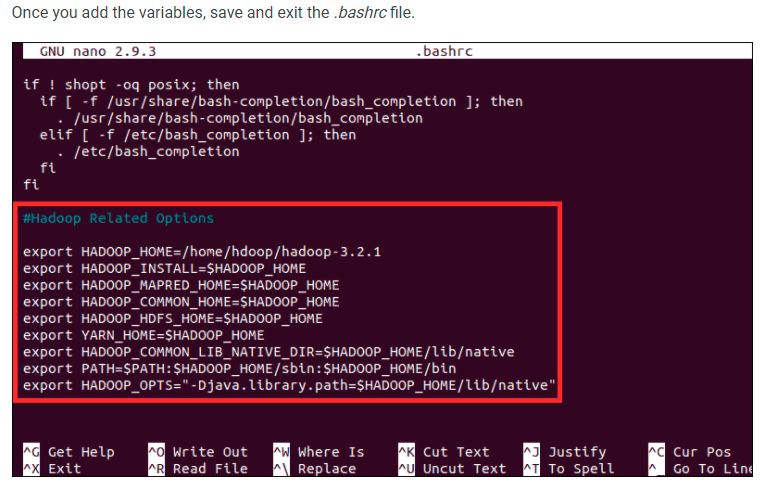 Once you add the variables, save and exit the .bashrc file.
GNU nano 2.9.3 .bashrc
if ! shopt -oq posix; then
if [ -f /usr/share/bash-completion/bash_completion ]; then
. /usr/share/bash-completion/bash_completion
elif [ -f /etc/bash_completion ]; then
. /etc/bash_completion
fi
fi
#Hadoop Related Options
export HADOOP_HOME=/home/hdoop/hadoop-3.2.1
export HADOOP_INSTALL=$HADOOP_HOME
export HADOOP_MAPRED_HOME=$HADOOP_HOME
export HADOOP_COMMON_HOME=$HADOOP_HOME
export HADOOP_HDFS_HOME=$HADOOP_HOME
export YARN_HOME=$HADOOP_HOME
export HADOOP_COMMON_LIB_NATIVE_DIR=$HADOOP_HOME/lib/native
export PATH=$PATH:$HADOOP_HOME/sbin:$HADOOP_HOME/bin
export HADOOP_OPTS="-Djava.library.path=$HADOOP_HOME/lib/native"
^G Get Help ^O Write Out ^W Where Is ^K Cut Text ^J Justify ^C Cur Pos
^X Exit ^R Read File ^\ Replace ^U Uncut Text ^T To Spell ^_ Go To Line